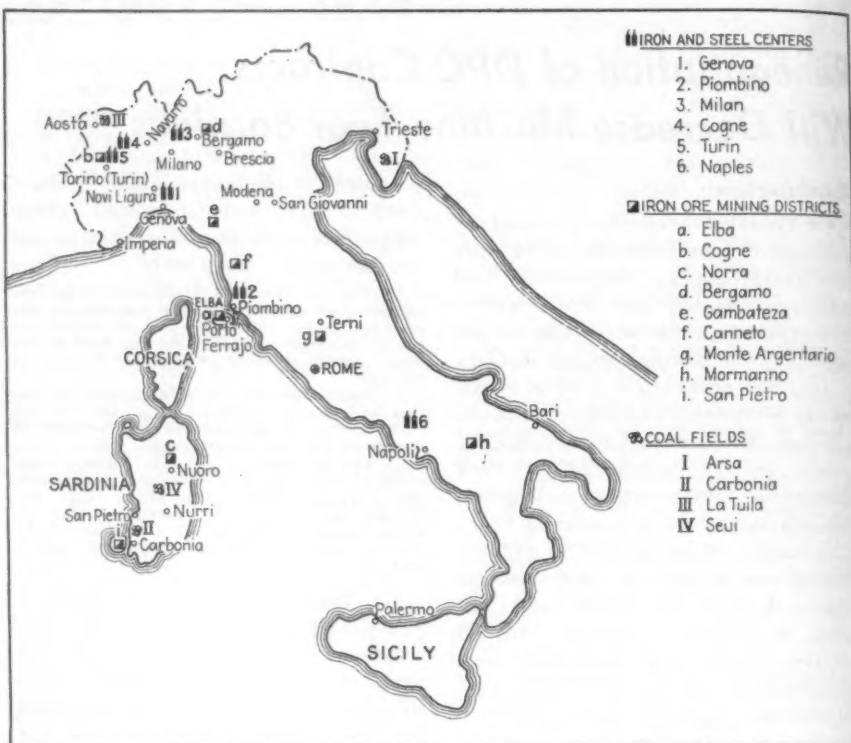 Aosta
III
Navarro
4
3
d
Bergamo
Trieste
b
5
Milano
Brescia
I
Torino (Turin)
Novi Ligura
1
Modena
San Giovanni
Genova
e
Imperia
f
2
ELBA
Piombino
a
Porto
Ferrajo
Terni
g
CORSICA
ROME
6
Bari
Napoli
h
c
Nuoro
SARDINIA
IV
San Pietro
Nurri
II
i
Carbonia
Palermo
SICILY
IRON AND STEEL CENTERS
1. Genova
2. Piombino
3. Milan
4. Cogne
5. Turin
6. Naples
IRON ORE MINING DISTRICTS
a. Elba
b. Cogne
c. Norra
d. Bergamo
e. Gambateza
f. Canneto
g. Monte Argentario
h. Mormanno
i. San Pietro
COAL FIELDS
I Arsa
II Carbonia
III La Tuila
IV Seui